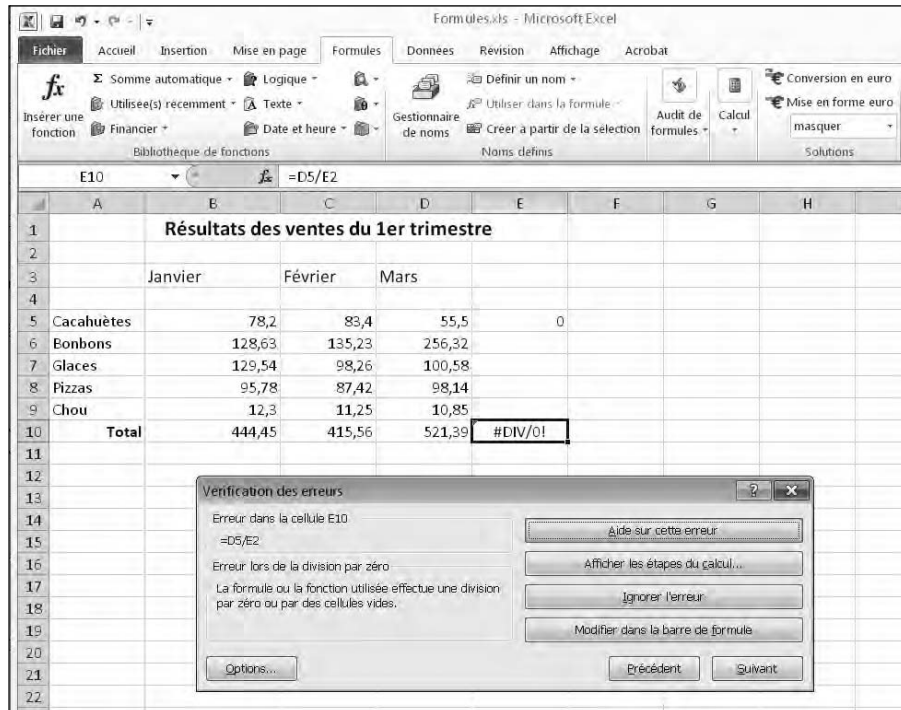 Formules.xls - Microsoft Excel
Fichier Accueil Insertion Mise en page Formules Données Révision Affichage Acrobat
fx Insérer une fonction
Σ Somme automatique
Utilisée(s) récemment
Financier
Logique
Texte
Date et heure
Bibliothèque de fonctions
Gestionnaire de noms
Définir un nom
Utiliser dans la formule
Créer à partir de la sélection
Noms définis
Audit de formules
Calcul
Conversion en euro
Mise en forme euro
masquer
Solutions
E10 fx =D5/E2
A B C D E F G H
1 Résultats des ventes du 1er trimestre
2
3 Janvier Février Mars
4
5 Cacahuètes 78,2 83,4 55,5 0
6 Bonbons 128,63 135,23 256,32
7 Glaces 129,54 98,26 100,58
8 Pizzas 95,78 87,42 98,14
9 Chou 12,3 11,25 10,85
10 Total 444,45 415,56 521,39 #DIV/0!
11
12
13
14
15
16
17
18
19
20
21
22
Vérification des erreurs ?
Erreur dans la cellule E10
=D5/E2
Erreur lors de la division par zéro
La formule ou la fonction utilisée effectue une division
par zéro ou par des cellules vides.
Aide sur cette erreur
Afficher les étapes du calcul...
Ignorer l'erreur
Modifier dans la barre de formule
Options... Précédent Suivant